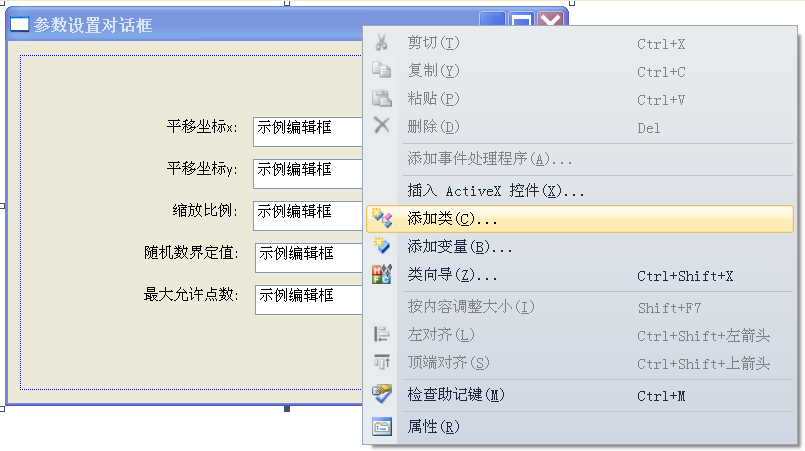 参数设置对话框
平移坐标x: 示例编辑框
平移坐标y: 示例编辑框
缩放比例: 示例编辑框
随机数界定值: 示例编辑框
最大允许点数: 示例编辑框
剪切(T) Ctrl+X
复制(Y) Ctrl+C
粘贴(P) Ctrl+V
删除(D) Del
添加事件处理程序(A)...
插入 ActiveX 控件(X)...
添加类(C)...
添加变量(B)...
类向导(Z)... Ctrl+Shift+X
按内容调整大小(I) Shift+F7
左对齐(L) Ctrl+Shift+左箭头
顶端对齐(S) Ctrl+Shift+上箭头
检查助记键(M) Ctrl+M
属性(R)